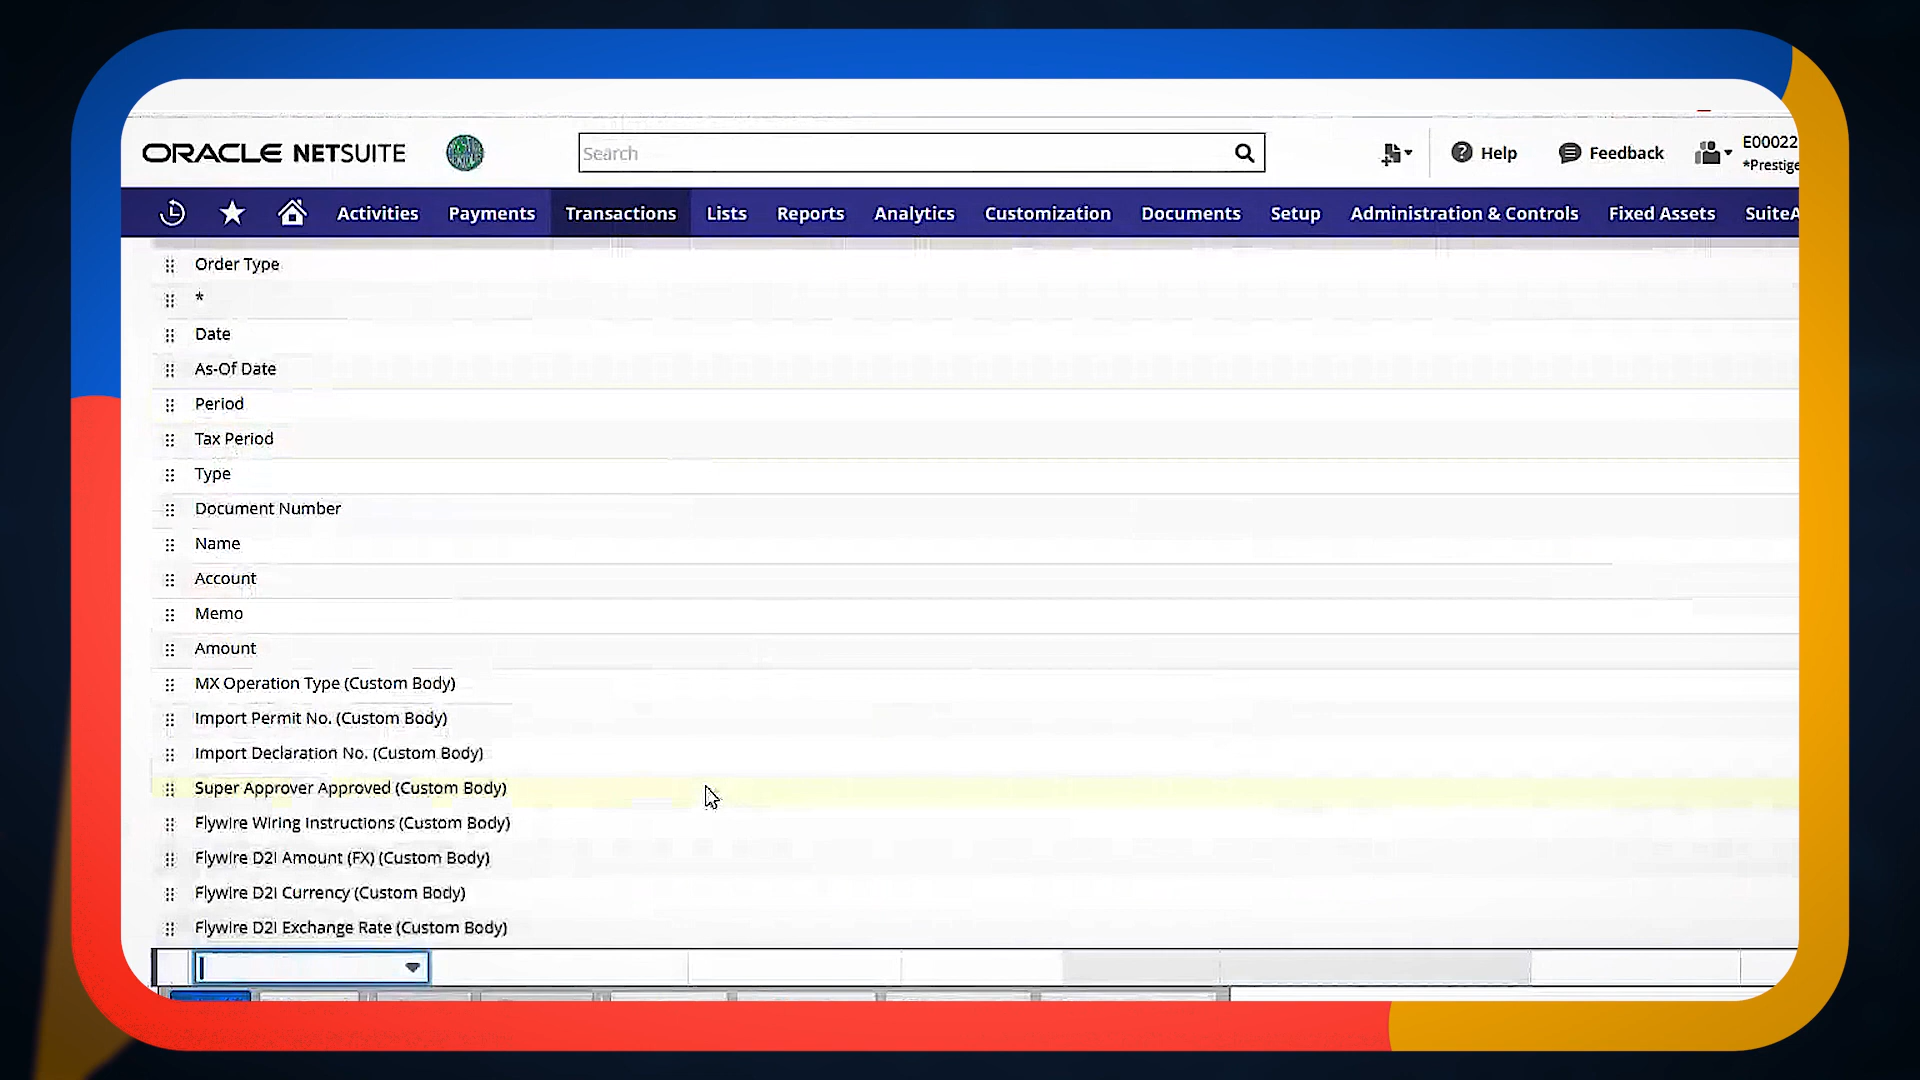 ORACLE NETSUITE
Search
Help
Feedback
E00022
*Prestige
Activities
Payments
Transactions
Lists
Reports
Analytics
Customization
Documents
Setup
Administration & Controls
Fixed Assets
SuiteA
Order Type
*
Date
As-Of Date
Period
Tax Period
Type
Document Number
Name
Account
Memo
Amount
MX Operation Type (Custom Body)
Import Permit No. (Custom Body)
Import Declaration No. (Custom Body)
Super Approver Approved (Custom Body)
Flywire Wiring Instructions (Custom Body)
Flywire D2I Amount (FX) (Custom Body)
Flywire D2I Currency (Custom Body)
Flywire D2I Exchange Rate (Custom Body)